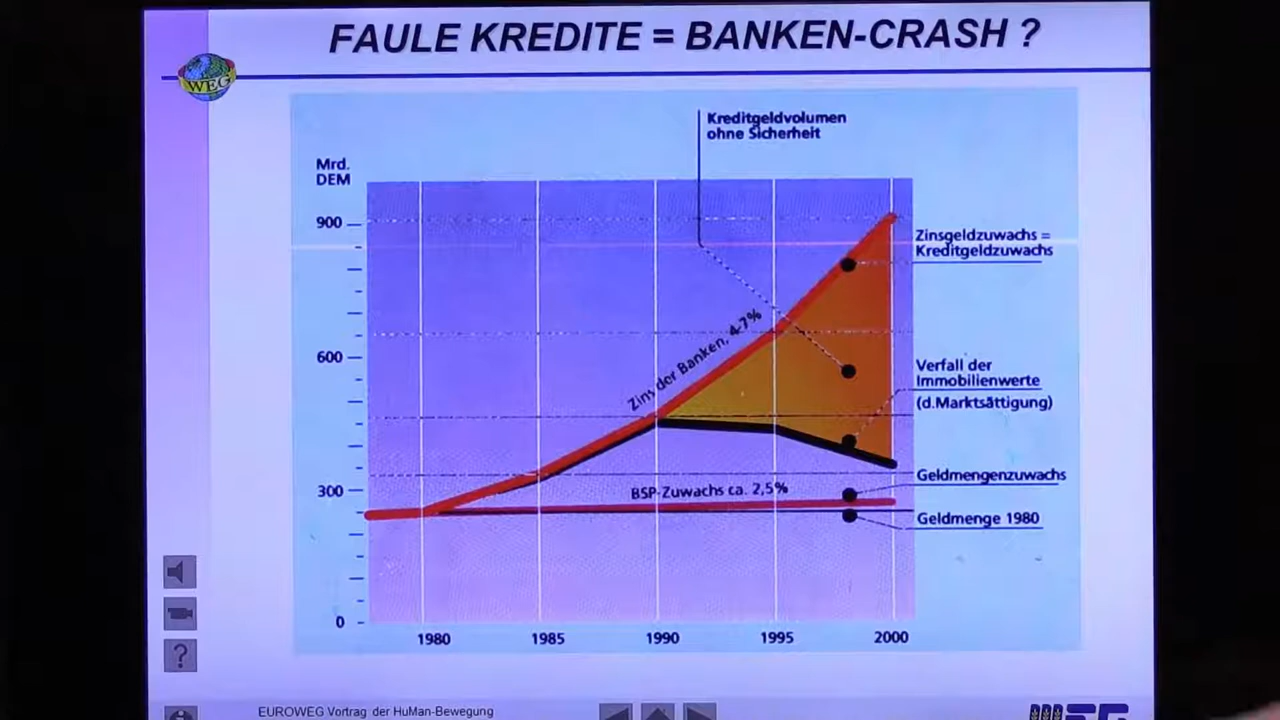 FAULE KREDITE = BANKEN-CRASH ?
WEG
Kreditgeldvolumen
ohne Sicherheit
Mrd.
DEM
900
Zinsgeldzuwachs =
Kreditgeldzuwachs
Zins der Banken, 4-7%
600
Verfall der
Immobilienwerte
(d.Marktsättigung)
Geldmengenzuwachs
300
BSP-Zuwachs ca. 2,5%
Geldmenge 1980
0
1980 1985 1990 1995 2000
?
EUROWEG Vortrag der HuMan-Bewegung